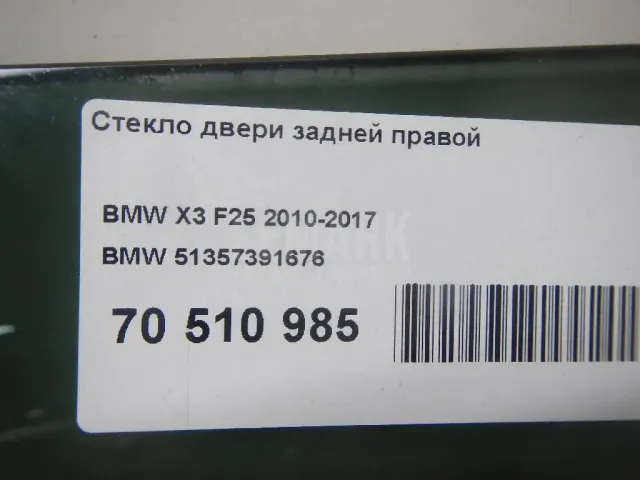 Стекло двери задней правой
BMW X3 F25 2010-2017
BMW 51357391676
70 510 985